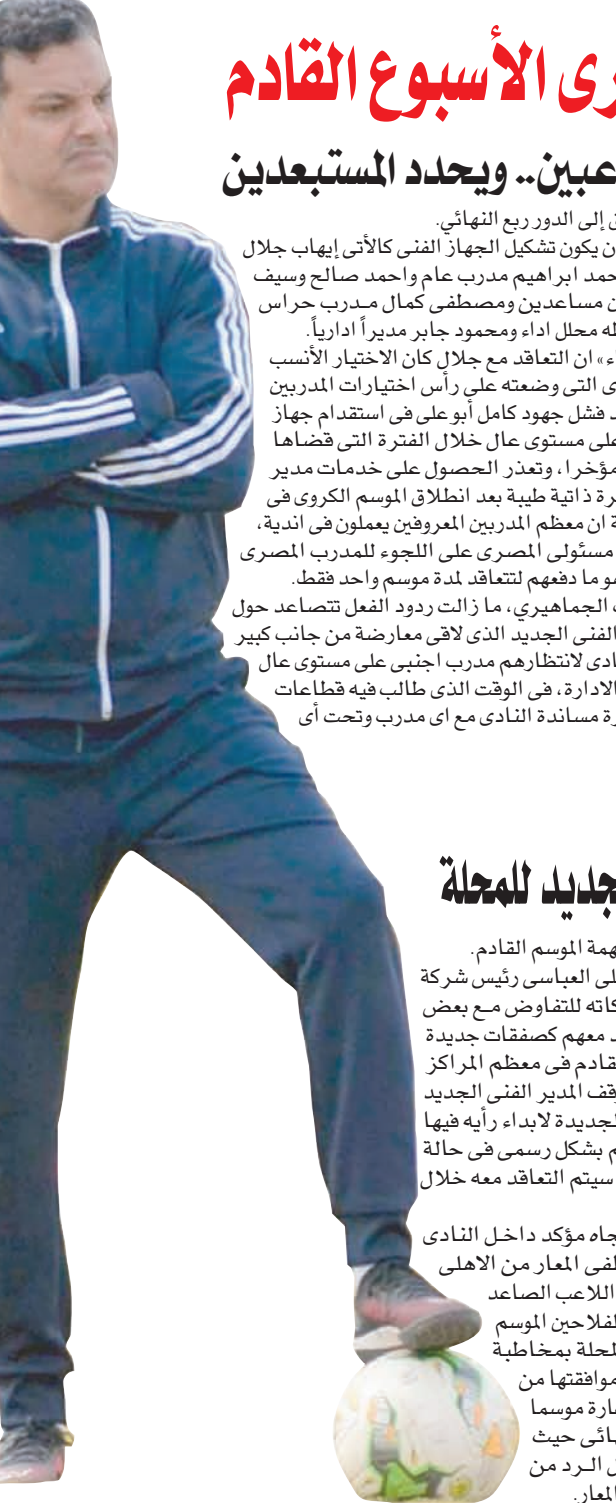 رى الأسبوع القادم
عبين.. ويحدد المستبعدين
إلى الدور ربع النهائي.
ن يكون تشكيل الجهاز الفنى كالأتى إيهاب جلال
حمد ابراهيم مدرب عام واحمد صالح وسيف
ن مساعدين ومصطفى كمال مدرب حراس
له محلل اداء ومحمود جابر مديراً ادارياً.
اء» ان التعاقد مع جلال كان الاختيار الأنسب
ى التى وضعته على رأس اختيارات المدربين
د فشل جهود كامل أبو على فى استقدام جهاز
على مستوى عال خلال الفترة التى قضاها
مؤخرا، وتعذر الحصول على خدمات مدير
رة ذاتية طيبة بعد انطلاق الموسم الكروى فى
ة ان معظم المدربين المعروفين يعملون فى اندية،
مسئولى المصرى على اللجوء للمدرب المصرى
هو ما دفعهم لتتعاقد لمدة موسم واحد فقط.
ب الجماهيري، ما زالت ردود الفعل تتصاعد حول
الفنى الجديد الذى لاقى معارضة من جانب كبير
ادى لانتظارهم مدرب اجنبى على مستوى عال
الادارة، فى الوقت الذى طالب فيه قطاعات
رة مساندة النادى مع اى مدرب وتحت أى
جديد للمحلة
همة الموسم القادم.
لى العباسى رئيس شركة
كاته للتفاوض مع بعض
د معهم كصفقات جديدة
قادم فى معظم المراكز
قف المدير الفنى الجديد
لجديدة لابداء رأيه فيها
م بشكل رسمى فى حالة
سيتم التعاقد معه خلال
جاه مؤكد داخل النادى
لفى المعار من الاهلى
اللاعب الصاعد
لفلاحين الموسم
لمحلة بمخاطبة
موافقتها من
ارة موسما
هائى حيث
ل الرد من
المعار.